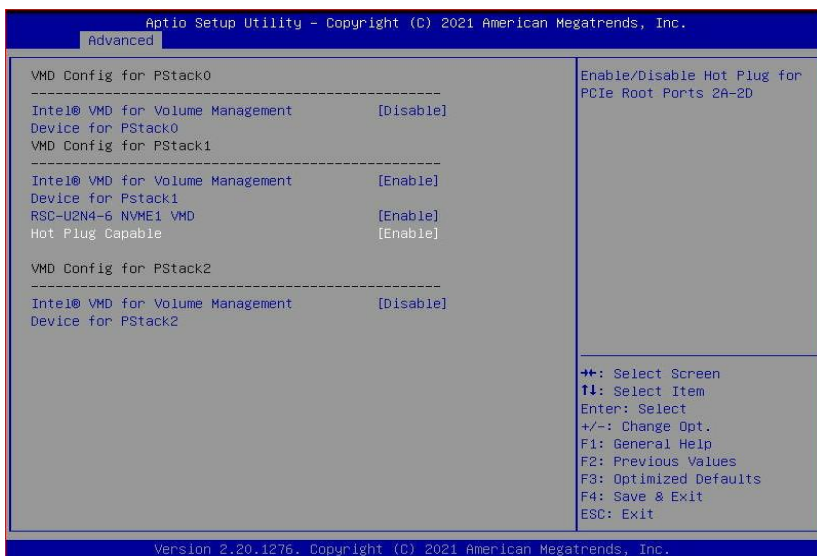 Aptio Setup Utility – Copyright (C) 2021 American Megatrends, Inc.
Advanced
VMD Config for PStack0
--------------------------------------------------
Intel® VMD for Volume Management [Disable]
Device for PStack0
VMD Config for PStack1
--------------------------------------------------
Intel® VMD for Volume Management [Enable]
Device for Pstack1
RSC-U2N4-6 NVME1 VMD [Enable]
Hot Plug Capable [Enable]
VMD Config for PStack2
--------------------------------------------------
Intel® VMD for Volume Management [Disable]
Device for PStack2
Enable/Disable Hot Plug for
PCIe Root Ports 2A-2D
→←: Select Screen
↑↓: Select Item
Enter: Select
+/-: Change Opt.
F1: General Help
F2: Previous Values
F3: Optimized Defaults
F4: Save & Exit
ESC: Exit
Version 2.20.1276. Copyright (C) 2021 American Megatrends, Inc.